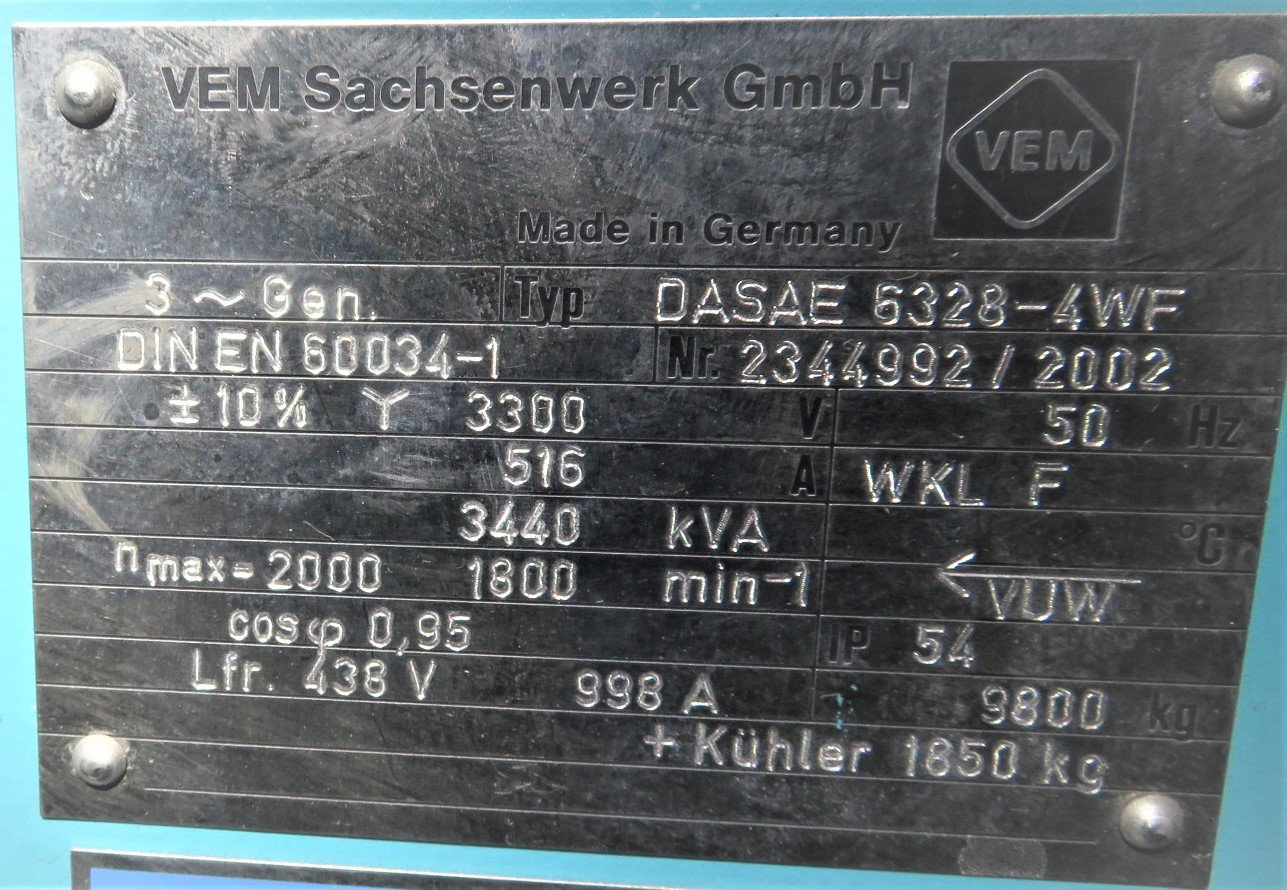 VEM Sachsenwerk GmbH
VEM
Made in Germany
3 ~ Gen. Typ DASAE 6328-4WF
DIN EN 60034-1 Nr. 2344992 / 2002
± 10 % Y 3300 V 50 Hz
516 A WKL F
3440 kVA °C
nmax= 2000 1800 min-1 VUW
cos φ 0,95 IP 54
Lfr. 438 V 998 A 9800 kg
+ Kühler 1850 kg